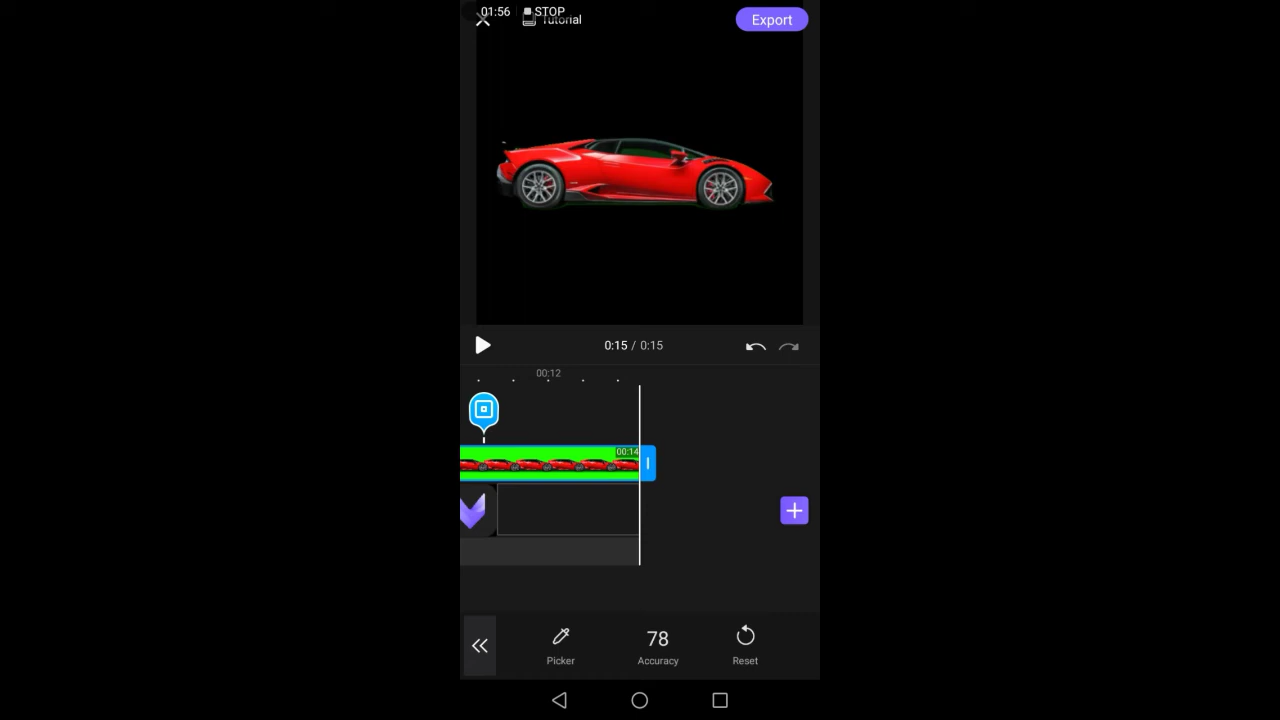 01:56 STOP
Tutorial
Export
0:15 / 0:15
00:12
00:14
78
Picker
Accuracy
Reset